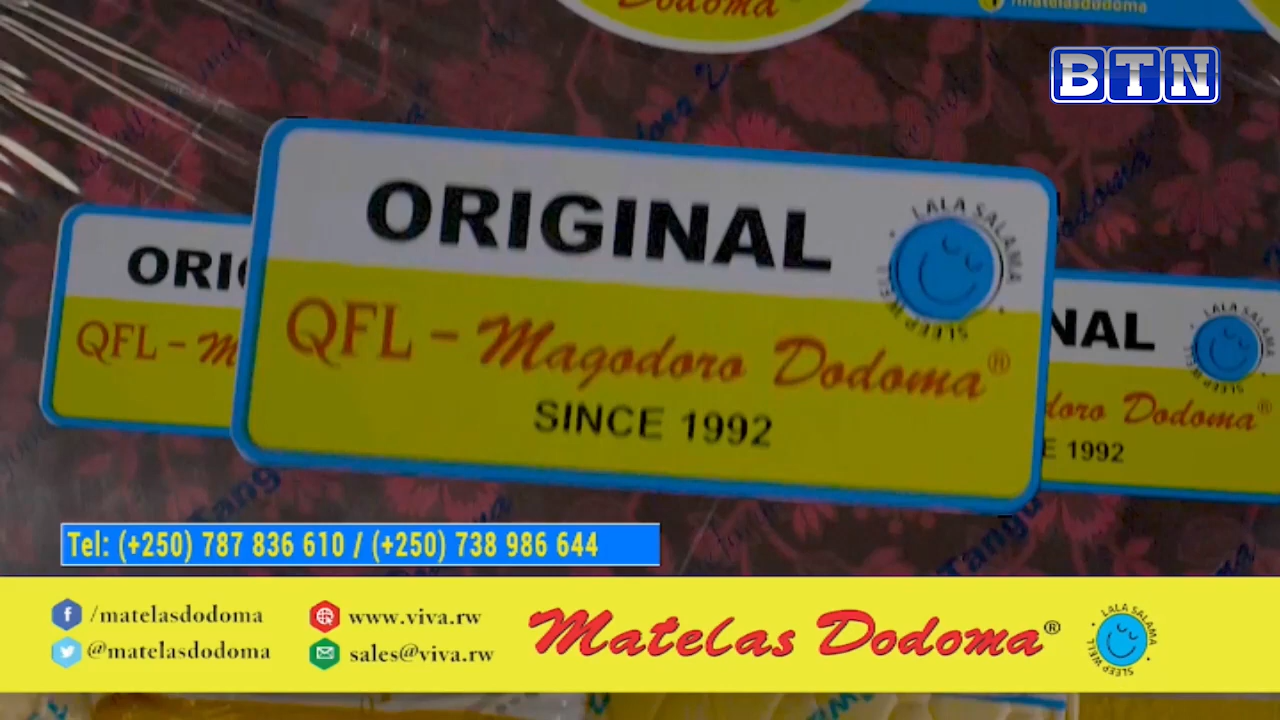 Dodoma
/matelasdodoma
BTN
ORIGINAL
LALA SALAMA
SLEEP WELL
QFL - Magodoro Dodoma®
SINCE 1992
QFL -
NAL
LALA SALAMA
SLEEP WELL
Dodoma®
1992
Tel: (+250) 787 836 610 / (+250) 738 986 644
/matelasdodoma
www.viva.rw
@matelasdodoma
sales@viva.rw
Matelas Dodoma®
LALA SALAMA
SLEEP WELL